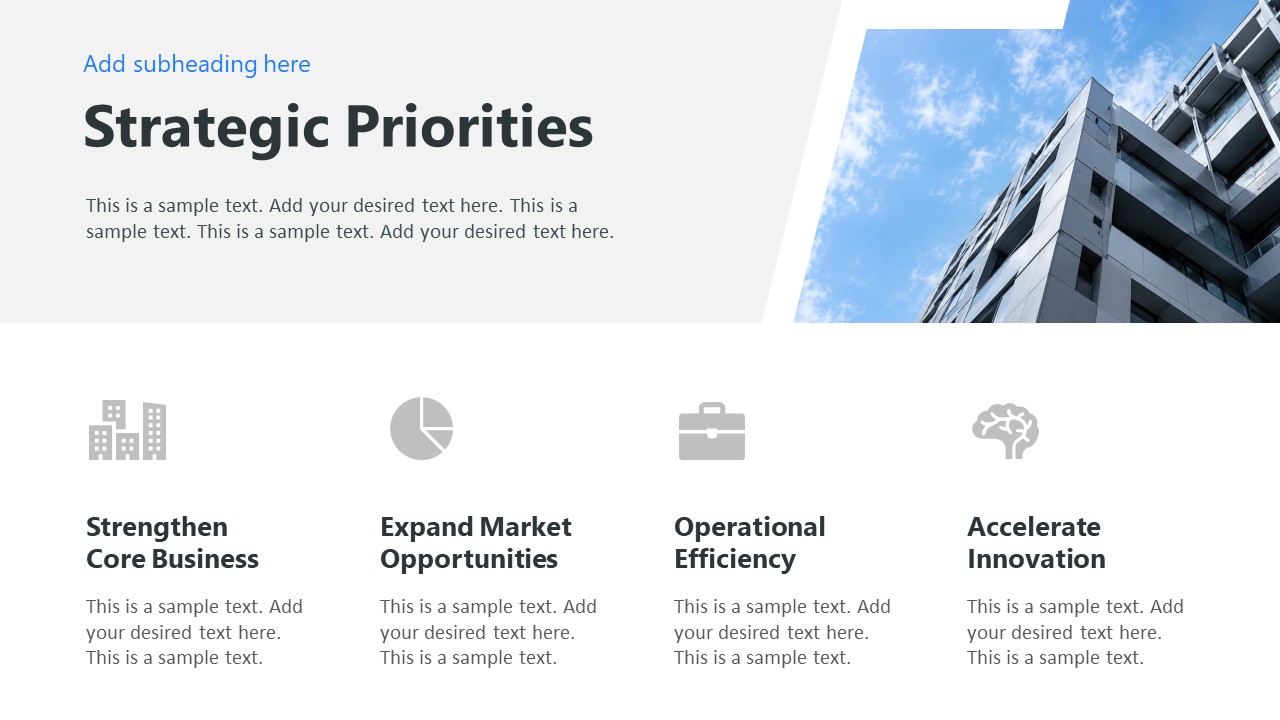 Add subheading here
Strategic Priorities
This is a sample text. Add your desired text here. This is a
sample text. This is a sample text. Add your desired text here.
Strengthen
Core Business
This is a sample text. Add
your desired text here.
This is a sample text.
Expand Market
Opportunities
This is a sample text. Add
your desired text here.
This is a sample text.
Operational
Efficiency
This is a sample text. Add
your desired text here.
This is a sample text.
Accelerate
Innovation
This is a sample text. Add
your desired text here.
This is a sample text.